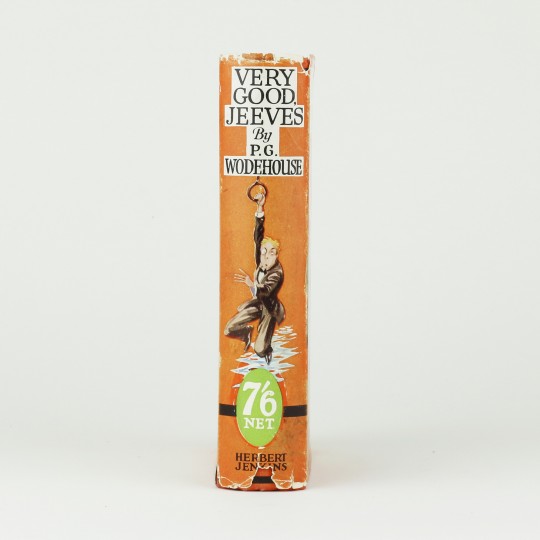 VERY
GOOD,
JEEVES
By
P.G.
WODEHOUSE
7/6
NET
HERBERT
JENKINS